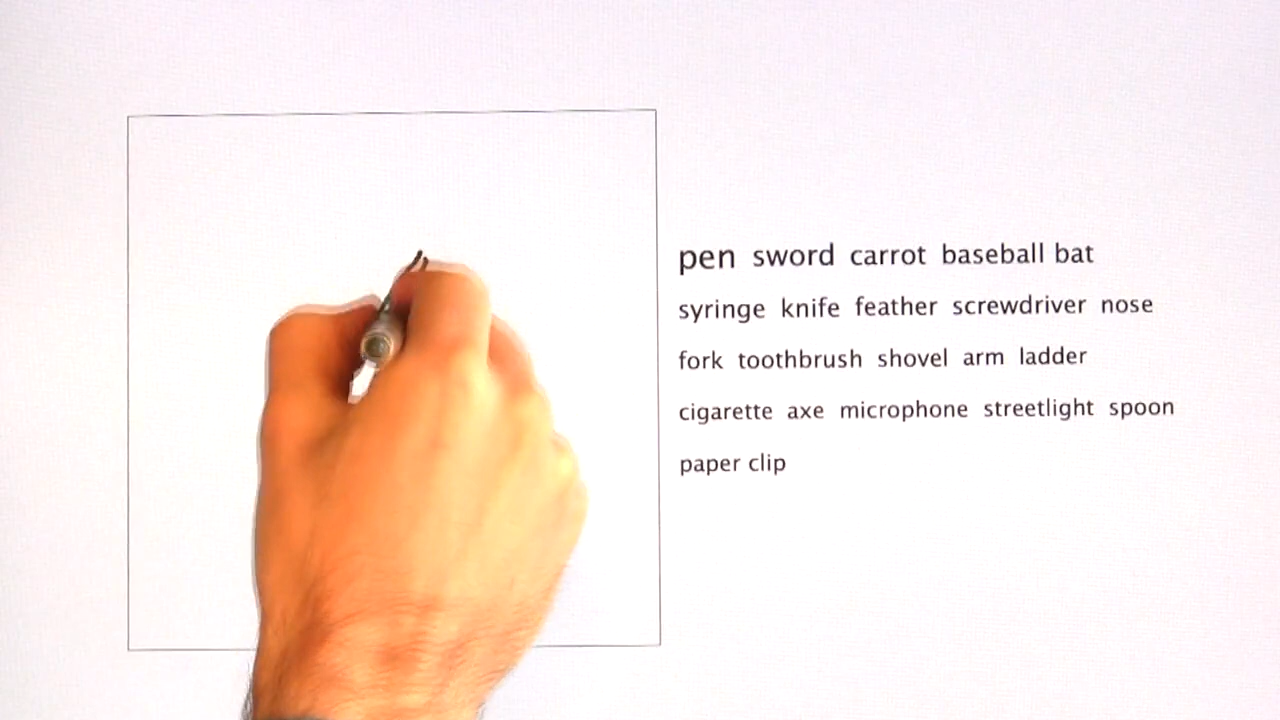 pen sword carrot baseball bat
syringe knife feather screwdriver nose
fork toothbrush shovel arm ladder
cigarette axe microphone streetlight spoon
paper clip